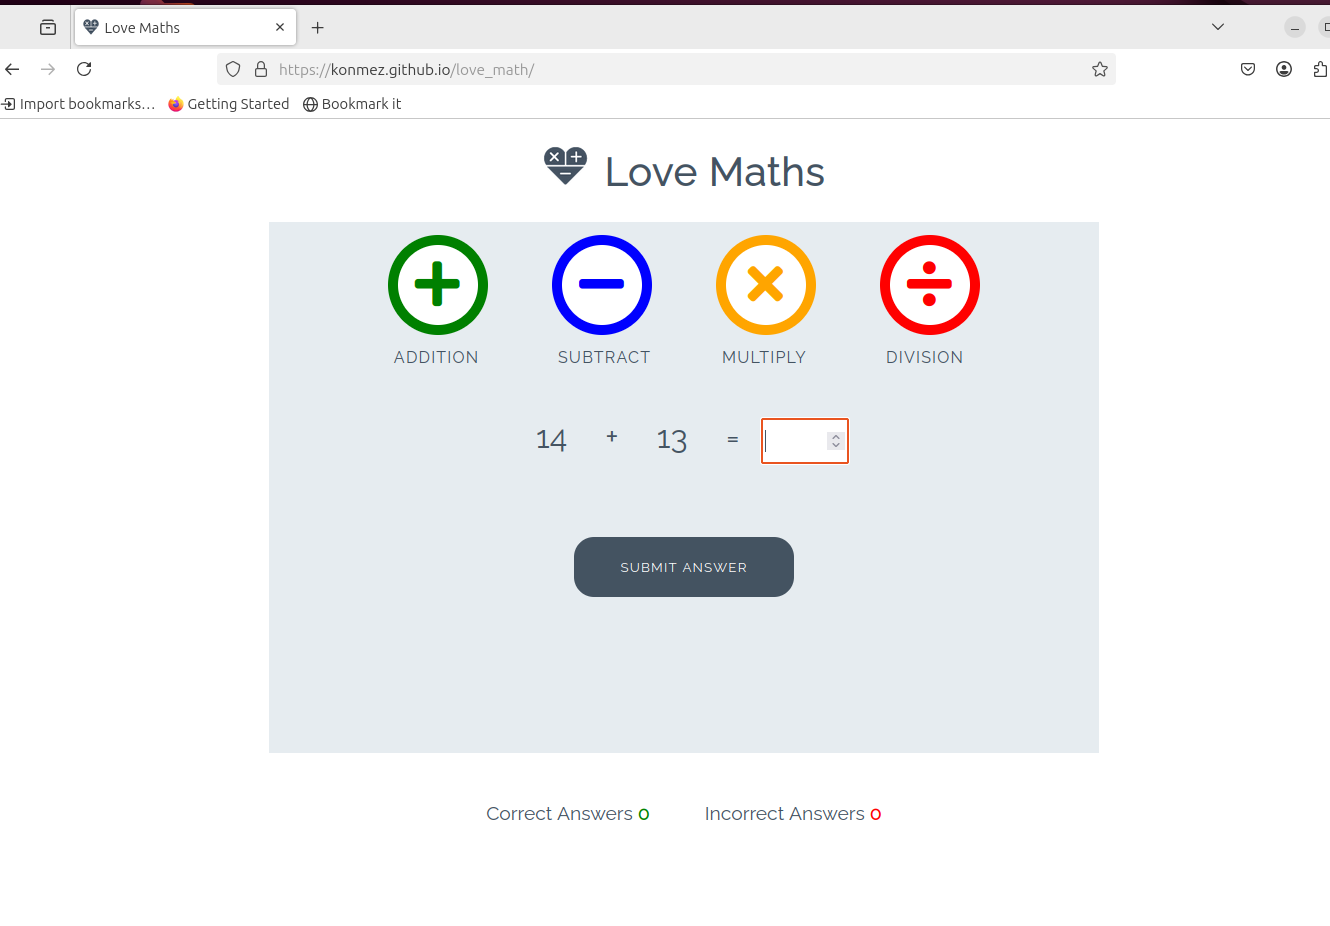 Love Maths
https://konmez.github.io/love_math/
Import bookmarks… Getting Started Bookmark it
Love Maths
ADDITION SUBTRACT MULTIPLY DIVISION
14 + 13 =
SUBMIT ANSWER
Correct Answers 0 Incorrect Answers 0